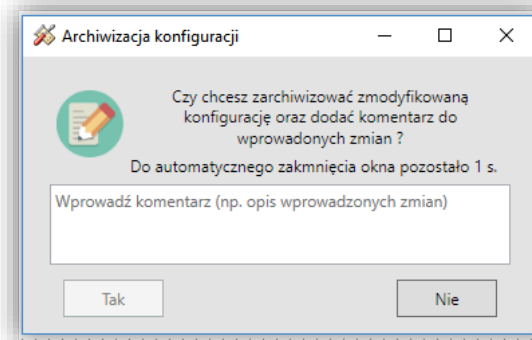 Archiwizacja konfiguracji
Czy chcesz zarchiwizować zmodyfikowaną
konfigurację oraz dodać komentarz do
wprowadzonych zmian ?
Do automatycznego zakmnięcia okna pozostało 1 s.
Wprowadź komentarz (np. opis wprowadzonych zmian)
Tak
Nie